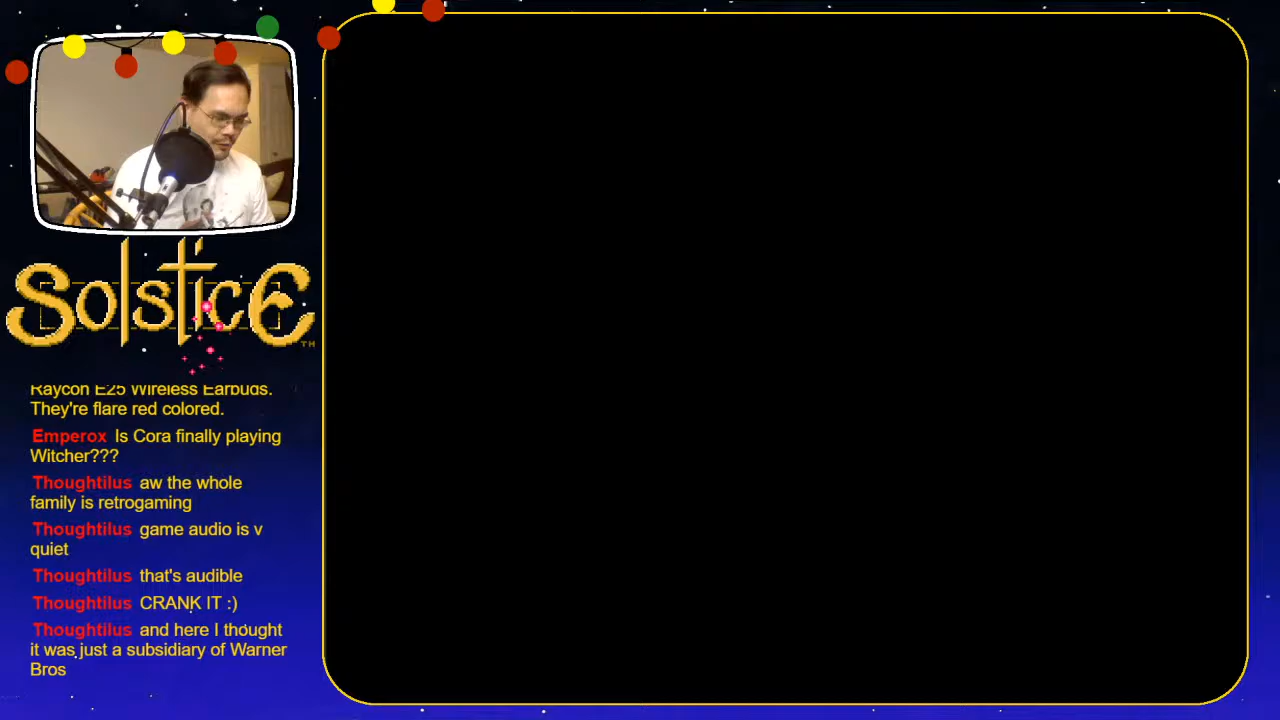 Solstice
TM
Raycon E25 Wireless Earbuds.
They're flare red colored.
Emperox Is Cora finally playing
Witcher???
Thoughtilus aw the whole
family is retrogaming
Thoughtilus game audio is v
quiet
Thoughtilus that's audible
Thoughtilus CRANK IT :)
Thoughtilus and here I thought
it was just a subsidiary of Warner
Bros